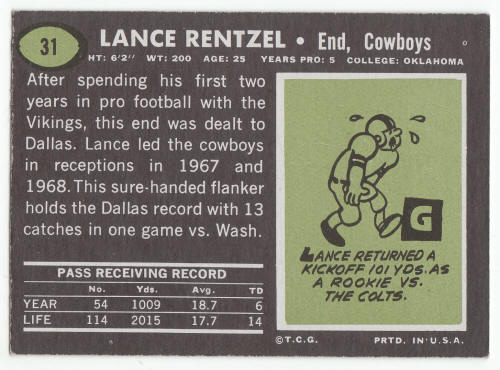 31
LANCE RENTZEL • End, Cowboys
HT: 6'2" WT: 200 AGE: 25 YEARS PRO: 5 COLLEGE: OKLAHOMA
After spending his first two
years in pro football with the
Vikings, this end was dealt to
Dallas. Lance led the cowboys
in receptions in 1967 and
1968. This sure-handed flanker
holds the Dallas record with 13
catches in one game vs. Wash.
PASS RECEIVING RECORD
No. Yds. Avg. TD
YEAR 54 1009 18.7 6
LIFE 114 2015 17.7 14
G
LANCE RETURNED A
KICKOFF 101 YDS. AS
A ROOKIE VS.
THE COLTS.
©T.C.G. PRTD. IN U.S.A.